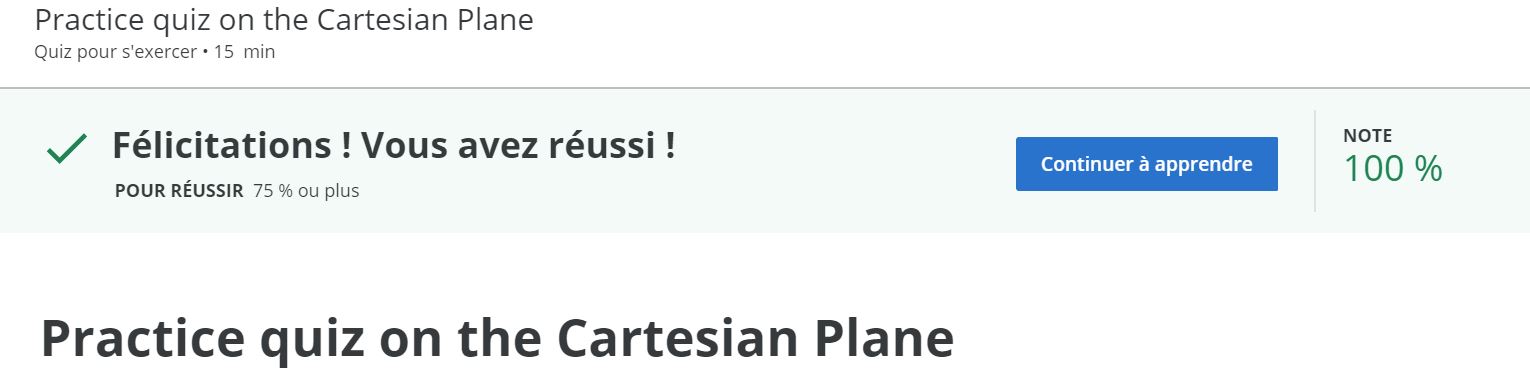 Practice quiz on the Cartesian Plane
Quiz pour s'exercer • 15 min
Félicitations ! Vous avez réussi !
POUR RÉUSSIR 75 % ou plus
Continuer à apprendre
NOTE
100 %
Practice quiz on the Cartesian Plane